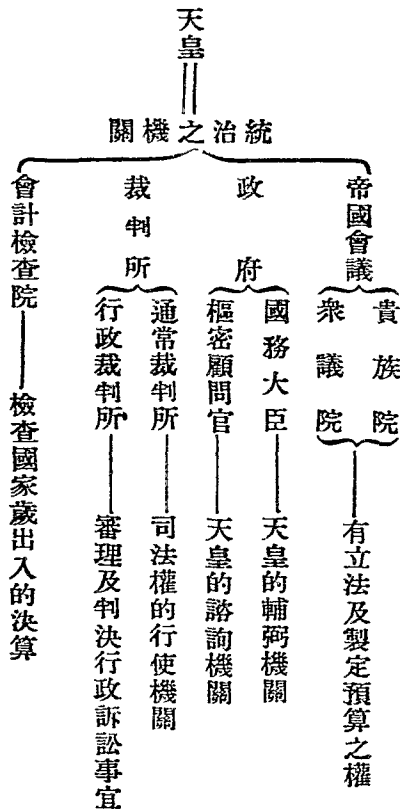 天皇
統治之機關
帝國會議
貴族院
衆議院
有立法及製定預算之權
政府
國務大臣
天皇的輔弼機關
樞密顧問官
天皇的諮詢機關
裁判所
通常裁判所
司法權的行使機關
行政裁判所
審理及判決行政訴訟事宜
會計檢查院
檢查國家歲出入的決算